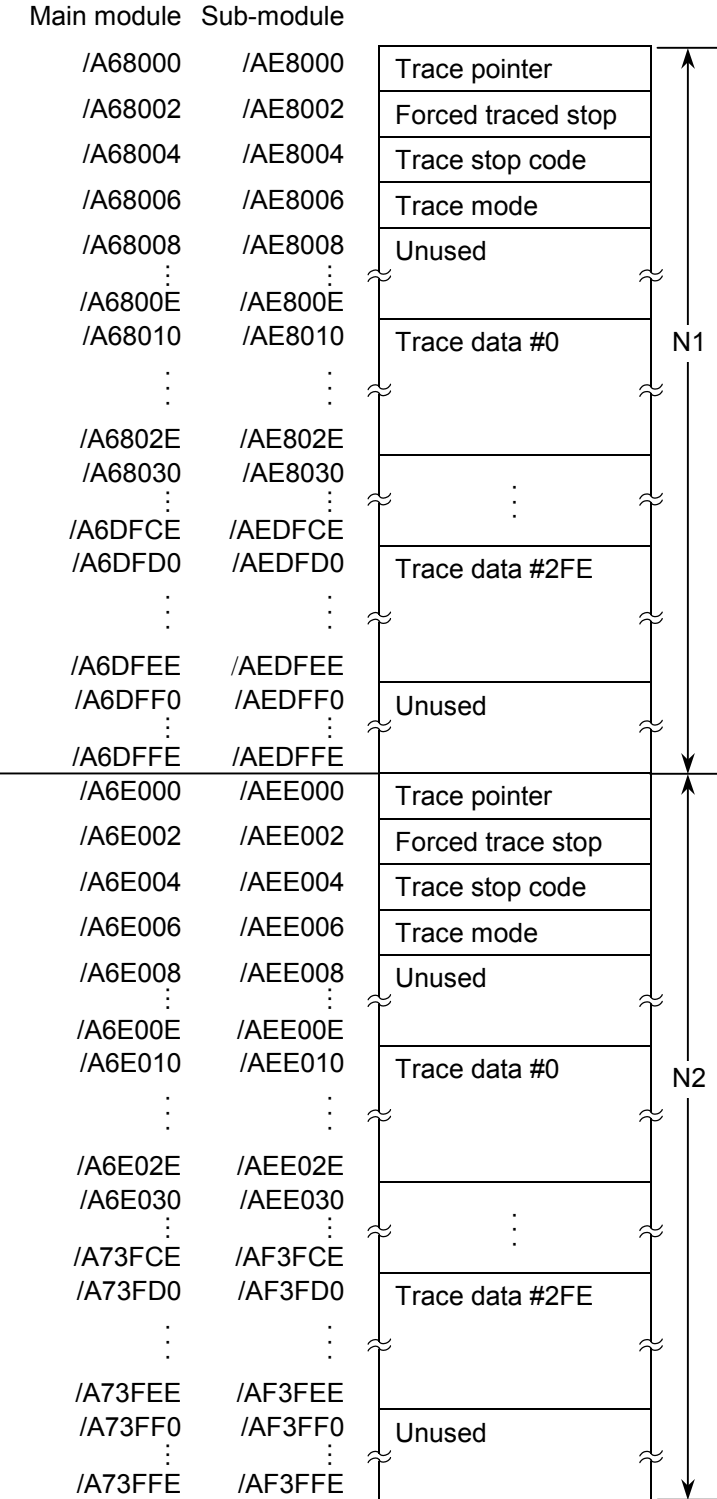 Main module Sub-module
/A68000 /AE8000 Trace pointer
/A68002 /AE8002 Forced traced stop
/A68004 /AE8004 Trace stop code
/A68006 /AE8006 Trace mode
/A68008 /AE8008 Unused
/A6800E /AE800E
/A68010 /AE8010 Trace data #0 N1
/A6802E /AE802E
/A68030 /AE8030
/A6DFCE /AEDFCE
/A6DFD0 /AEDFD0 Trace data #2FE
/A6DFEE /AEDFEE
/A6DFF0 /AEDFF0 Unused
/A6DFFE /AEDFFE
/A6E000 /AEE000 Trace pointer
/A6E002 /AEE002 Forced trace stop
/A6E004 /AEE004 Trace stop code
/A6E006 /AEE006 Trace mode
/A6E008 /AEE008 Unused
/A6E00E /AEE00E
/A6E010 /AEE010 Trace data #0 N2
/A6E02E /AEE02E
/A6E030 /AEE030
/A73FCE /AF3FCE
/A73FD0 /AF3FD0 Trace data #2FE
/A73FEE /AF3FEE
/A73FF0 /AF3FF0 Unused
/A73FFE /AF3FFE